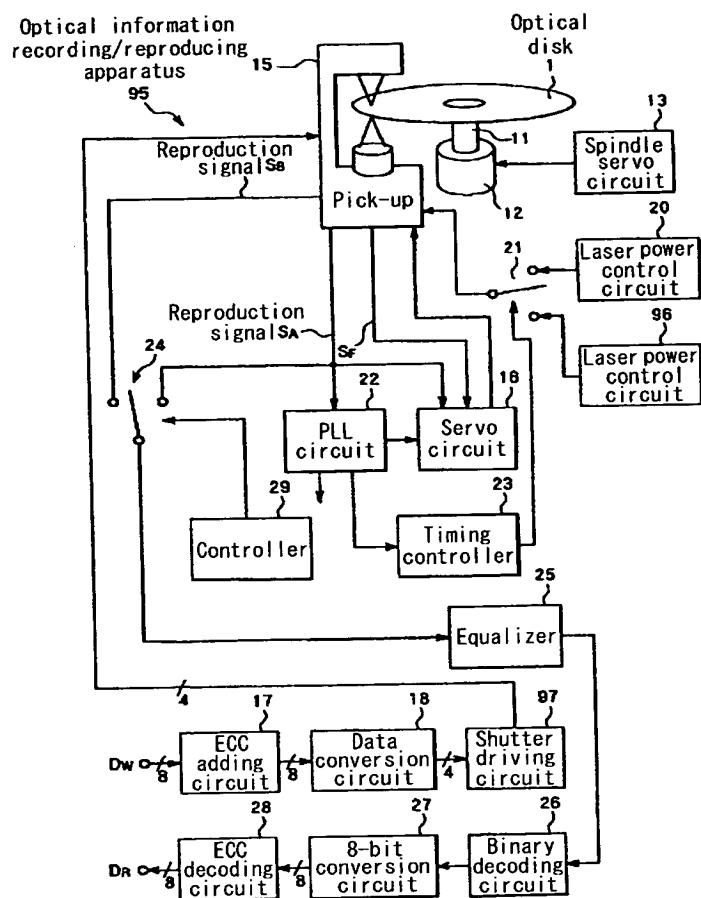 Optical information
recording/reproducing
apparatus
95
15
Optical
disk
1
11
12
13
Spindle
servo
circuit
Reproduction
signal SB
Pick-up
20
21
Laser power
control
circuit
96
Laser power
control
circuit
Reproduction
signal SA
SF
24
22
PLL
circuit
16
Servo
circuit
29
Controller
23
Timing
controller
25
Equalizer
4
17
ECC
adding
circuit
18
Data
conversion
circuit
97
Shutter
driving
circuit
DW
8
8
4
28
ECC
decoding
circuit
27
8-bit
conversion
circuit
26
Binary
decoding
circuit
DR
8
8